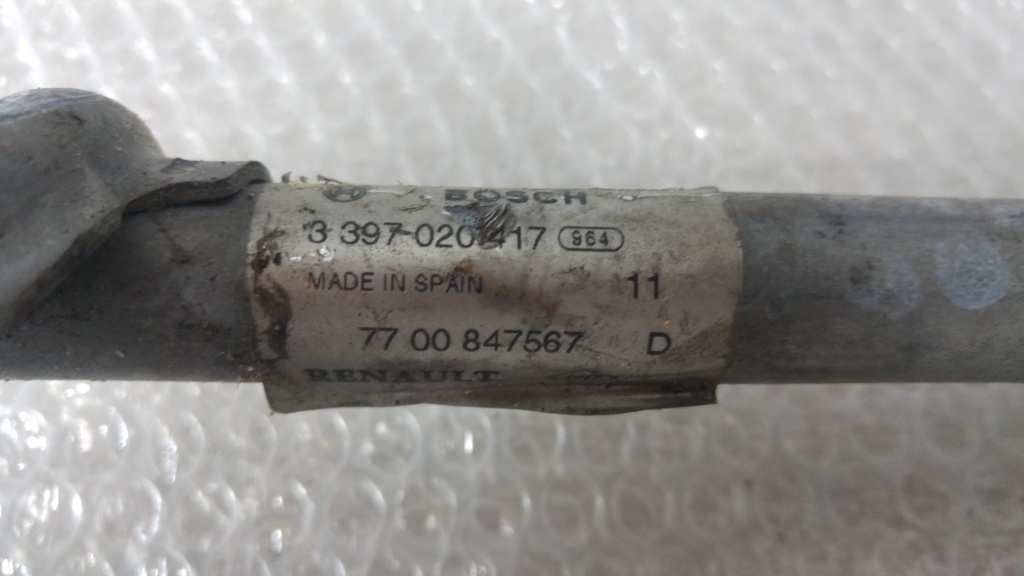 BOSCH
3 397 020 417 964
MADE IN SPAIN 11
77 00 847567 D
RENAULT